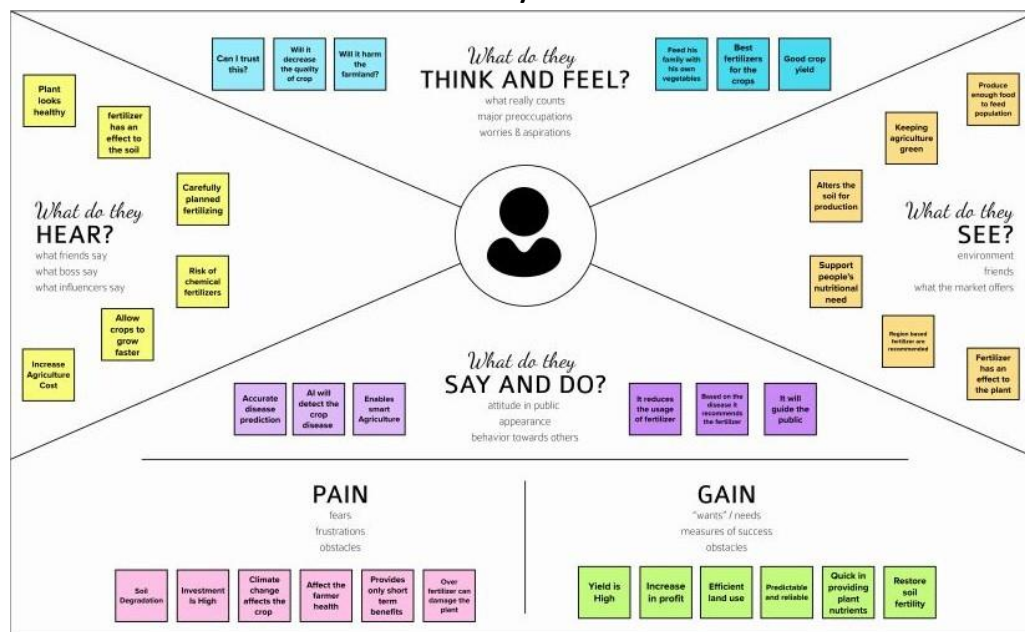 Can I trust
this?
Will it
decrease
the quality
of crop
Will it harm
the
farmland?
What do they
THINK AND FEEL?
what really counts
major preoccupations
worries & aspirations
Feed his
family with
his own
vegetables
Best
fertilizers
for the
crops
Good crop
yield
Plant
looks
healthy
fertilizer
has an
effect to
the soil
Carefully
planned
fertilizing
What do they
HEAR?
what friends say
what boss say
what influencers say
Risk of
chemical
fertilizers
Allow
crops to
grow
faster
Increase
Agriculture
Cost
Produce
enough food
to feed
population
Keeping
agriculture
green
Alters the
soil for
production
What do they
SEE?
environment
friends
what the market offers
Support
people's
nutritional
need
Region based
fertilizer are
recommended
Fertilizer
has an
effect to
the plant
What do they
SAY AND DO?
attitude in public
appearance
behavior towards others
Accurate
disease
prediction
AI will
detect the
crop
disease
Enables
smart
Agriculture
It reduces
the usage
of fertilizer
Based on the
disease it
recommends
the fertilizer
It will
guide the
public
PAIN
fears
frustrations
obstacles
Soil
Degradation
Investment
Is High
Climate
change
affects the
crop
Affect the
farmer
health
Provides
only short
term
benefits
Over
fertilizer can
damage the
plant
GAIN
"wants" / needs
measures of success
obstacles
Yield is
High
Increase
in profit
Efficient
land use
Predictable
and reliable
Quick in
providing
plant
nutrients
Restore
soil
fertility